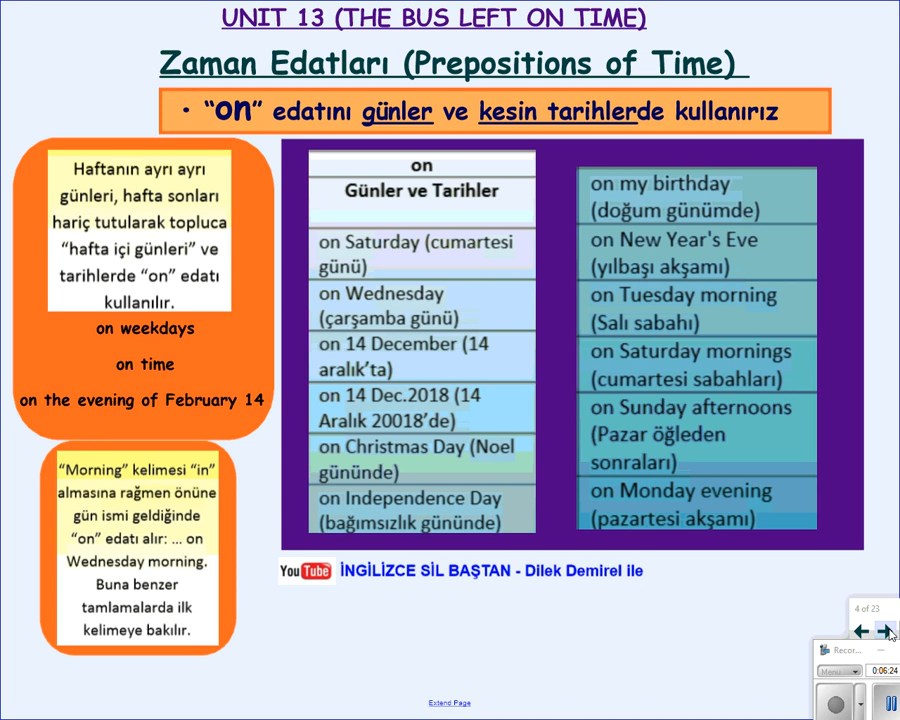 UNIT 13 (THE BUS LEFT ON TIME)
Zaman Edatları (Prepositions of Time)
• “on” edatını günler ve kesin tarihlerde kullanırız
Haftanın ayrı ayrı
günleri, hafta sonları
hariç tutularak topluca
“hafta içi günleri” ve
tarihlerde “on” edatı
kullanılır.
on weekdays
on time
on the evening of February 14
“Morning” kelimesi “in”
almasına rağmen önüne
gün ismi geldiğinde
“on” edatı alır: ... on
Wednesday morning.
Buna benzer
tamlamalarda ilk
kelimeye bakılır.
on
Günler ve Tarihler
on Saturday (cumartesi
günü)
on Wednesday
(çarşamba günü)
on 14 December (14
aralık’ta)
on 14 Dec.2018 (14
Aralık 20018’de)
on Christmas Day (Noel
gününde)
on Independence Day
(bağımsızlık gününde)
on my birthday
(doğum günümde)
on New Year's Eve
(yılbaşı akşamı)
on Tuesday morning
(Salı sabahı)
on Saturday mornings
(cumartesi sabahları)
on Sunday afternoons
(Pazar öğleden
sonraları)
on Monday evening
(pazartesi akşamı)
YouTube İNGİLİZCE SİL BAŞTAN - Dilek Demirel ile
4 of 23
Recor...
Menu...
0:06:24
Extend Page